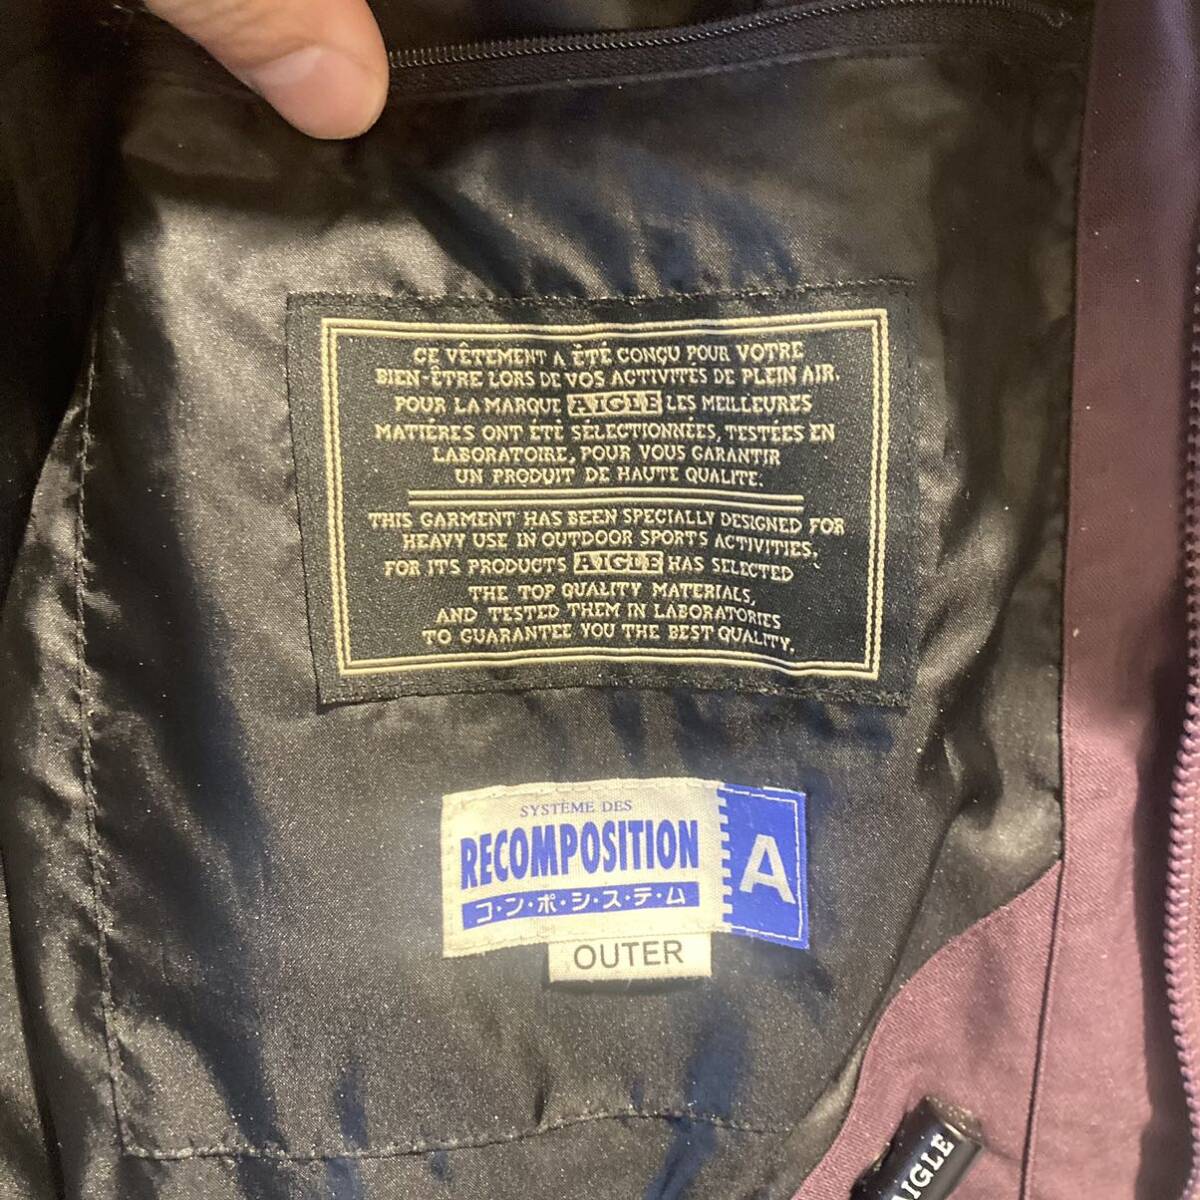 CE VÊTEMENT A ÉTÉ CONÇU POUR VOTRE
BIEN-ÊTRE LORS DE VOS ACTIVITÉS DE PLEIN AIR.
POUR LA MARQUE AIGLE LES MEILLEURES
MATIÈRES ONT ÉTÉ SÉLECTIONNÉES, TESTÉES EN
LABORATOIRE, POUR VOUS GARANTIR
UN PRODUIT DE HAUTE QUALITE.
THIS GARMENT HAS BEEN SPECIALLY DESIGNED FOR
HEAVY USE IN OUTDOOR SPORTS ACTIVITIES.
FOR ITS PRODUCTS AIGLE HAS SELECTED
THE TOP QUALITY MATERIALS,
AND TESTED THEM IN LABORATORIES
TO GUARANTEE YOU THE BEST QUALITY.
SYSTÈME DES
RECOMPOSITION A
コ・ン・ポ・シ・ス・テ・ム
OUTER
AIGLE